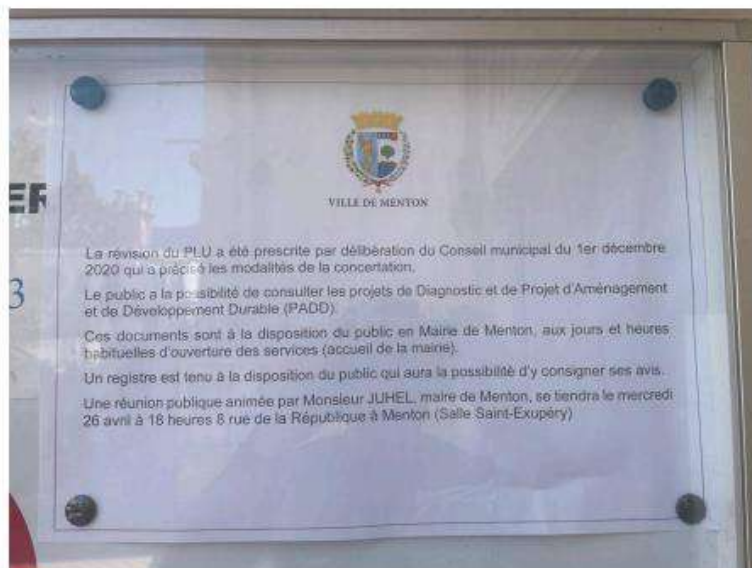 ER
3
VILLE DE MENTON
La révision du PLU a été prescrite par délibération du Conseil municipal du 1er décembre
2020 qui a précisé les modalités de la concertation.
Le public a la possibilité de consulter les projets de Diagnostic et de Projet d'Aménagement
et de Développement Durable (PADD).
Ces documents sont à la disposition du public en Mairie de Menton, aux jours et heures
habituelles d'ouverture des services (accueil de la mairie).
Un registre est tenu à la disposition du public qui aura la possibilité d'y consigner ses avis.
Une réunion publique animée par Monsieur JUHEL, maire de Menton, se tiendra le mercredi
26 avril à 18 heures 8 rue de la République à Menton (Salle Saint-Exupéry)